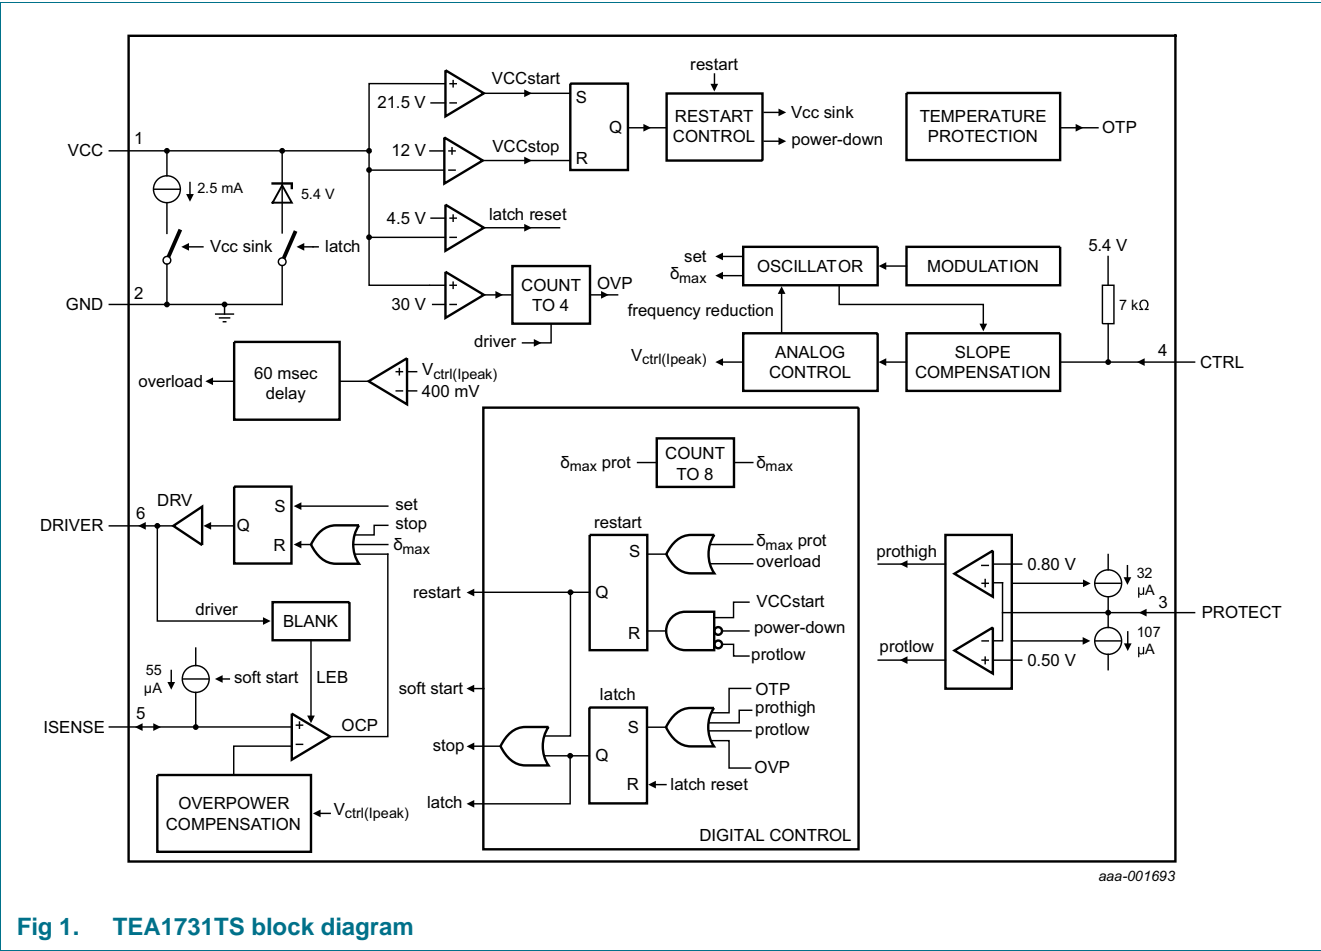 restart
VCCstart
21.5 V
S
Q
R
RESTART
CONTROL
Vcc sink
power-down
TEMPERATURE
PROTECTION
OTP
1
VCC
12 V
VCCstop
2.5 mA
5.4 V
4.5 V
latch reset
Vcc sink
latch
2
GND
30 V
COUNT
TO 4
OVP
driver
set
δmax
OSCILLATOR
MODULATION
5.4 V
7 kΩ
frequency reduction
Vctrl(Ipeak)
ANALOG
CONTROL
SLOPE
COMPENSATION
4
CTRL
overload
60 msec
delay
Vctrl(Ipeak)
400 mV
δmax prot
COUNT
TO 8
δmax
DRV
6
DRIVER
Q
S
R
set
stop
δmax
restart
S
Q
R
δmax prot
overload
restart
VCCstart
power-down
protlow
prothigh
0.80 V
32
µA
3
PROTECT
protlow
0.50 V
107
µA
driver
BLANK
55
µA
soft start
LEB
5
ISENSE
OCP
soft start
latch
S
Q
R
OTP
prothigh
protlow
OVP
latch reset
stop
latch
OVERPOWER
COMPENSATION
Vctrl(Ipeak)
DIGITAL CONTROL
aaa-001693
Fig 1. TEA1731TS block diagram